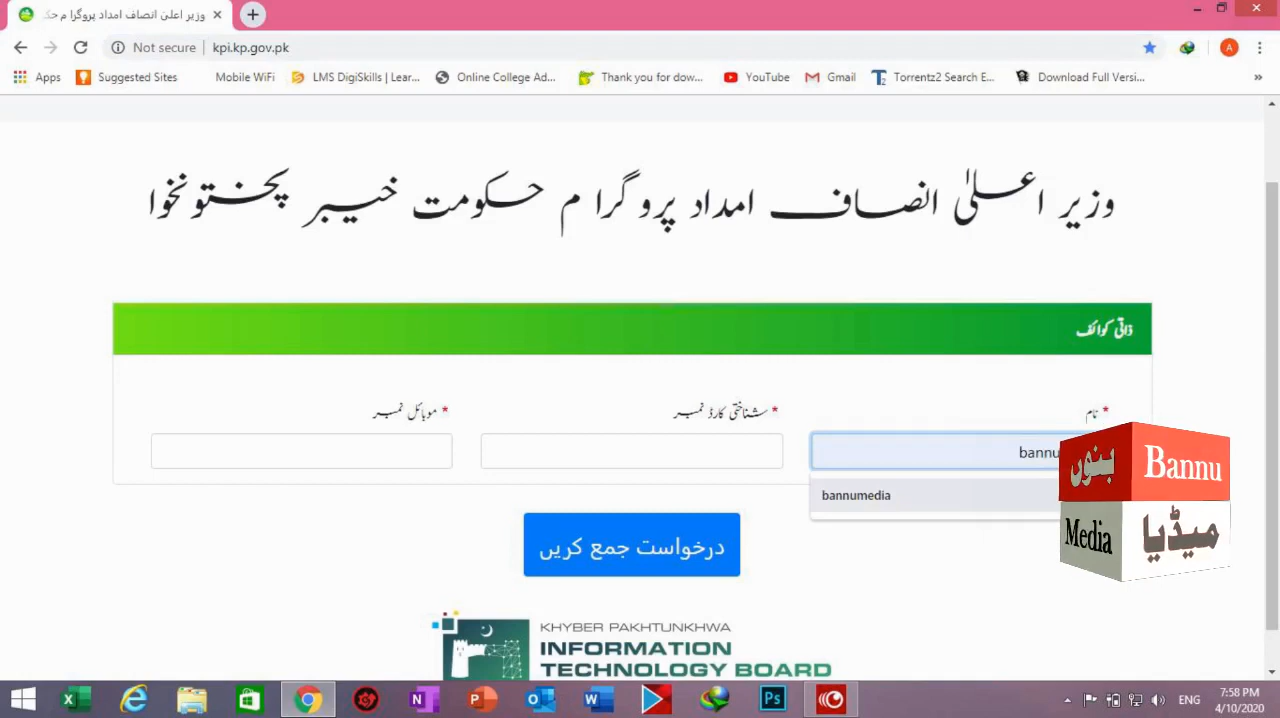 وزیر اعلیٰ انصاف امداد پروگرا م حک
Not secure
kpi.kp.gov.pk
A
Apps
Suggested Sites
Mobile WiFi
LMS DigiSkills | Lear...
Online College Ad...
Thank you for dow...
YouTube
Gmail
Torrentz2 Search E...
Download Full Versi...
»
وزیر اعلیٰ انصاف امداد پروگرا م حکومت خیبر پختونخوا
ذاتی کوائف
* نام
* شناختی کارڈ نمبر
* موبائل نمبر
bannu
bannumedia
بنوں
Bannu
Media
میڈیا
درخواست جمع کریں
KHYBER PAKHTUNKHWA
INFORMATION
TECHNOLOGY BOARD
ENG
7:58 PM
4/10/2020